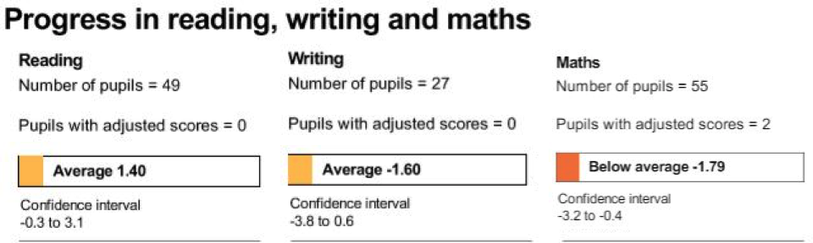 Progress in reading, writing and maths
Reading
Number of pupils = 49
Pupils with adjusted scores = 0
Average 1.40
Confidence interval
-0.3 to 3.1
Writing
Number of pupils = 27
Pupils with adjusted scores = 0
Average -1.60
Confidence interval
-3.8 to 0.6
Maths
Number of pupils = 55
Pupils with adjusted scores = 2
Below average -1.79
Confidence interval
-3.2 to -0.4